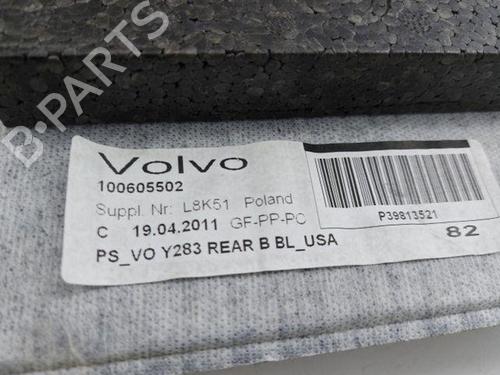 B-PARTS
Volvo
100605502
Suppl. Nr: L8K51 Poland
C 19.04.2011 GF-PP-PC
PS_VO Y283 REAR B BL_USA
P39813521
82